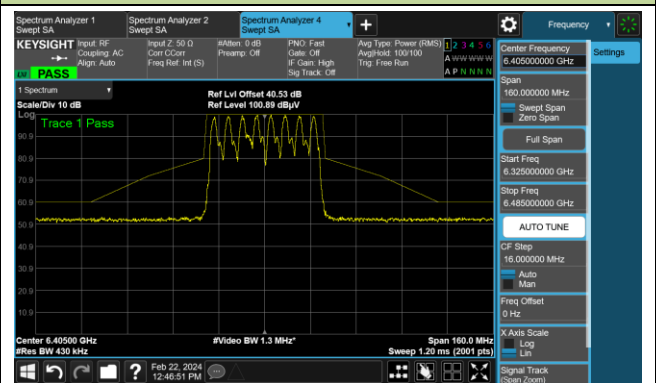 Spectrum Analyzer 1
Swept SA
Spectrum Analyzer 2
Swept SA
Spectrum Analyzer 4
Swept SA
Frequency
KEYSIGHT
Input: RF
Coupling: AC
Align: Auto
Input Z: 50 Ω
Corr CCorr
Freq Ref: Int (S)
#Atten: 0 dB
Preamp: Off
PNO: Fast
Gate: Off
IF Gain: High
Sig Track: Off
Avg Type: Power (RMS)
Avg|Hold: 100/100
Trig: Free Run
1 2 3 4 5 6
A W W W W W
A P N N N N
PASS
1 Spectrum
Scale/Div 10 dB
Ref Lvl Offset 40.53 dB
Ref Level 100.89 dBµV
Log
Trace 1 Pass
90.9
80.9
70.9
60.9
50.9
40.9
30.9
20.9
10.9
Center 6.40500 GHz
#Video BW 1.3 MHz*
Span 160.0 MHz
#Res BW 430 kHz
Sweep 1.20 ms (2001 pts)
Feb 22, 2024
12:46:51 PM
Center Frequency
6.40500000 GHz
Settings
Span
160.000000 MHz
Swept Span
Zero Span
Full Span
Start Freq
6.325000000 GHz
Stop Freq
6.485000000 GHz
AUTO TUNE
CF Step
16.000000 MHz
Auto
Man
Freq Offset
0 Hz
X Axis Scale
Log
Lin
Signal Track
(Span Zoom)